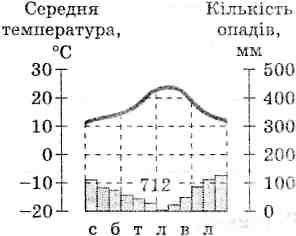 Середня
температура,
°C
Кількість
опадів,
мм
30
20
10
0
−10
−20
500
400
300
200
100
0
712
с б т л в л